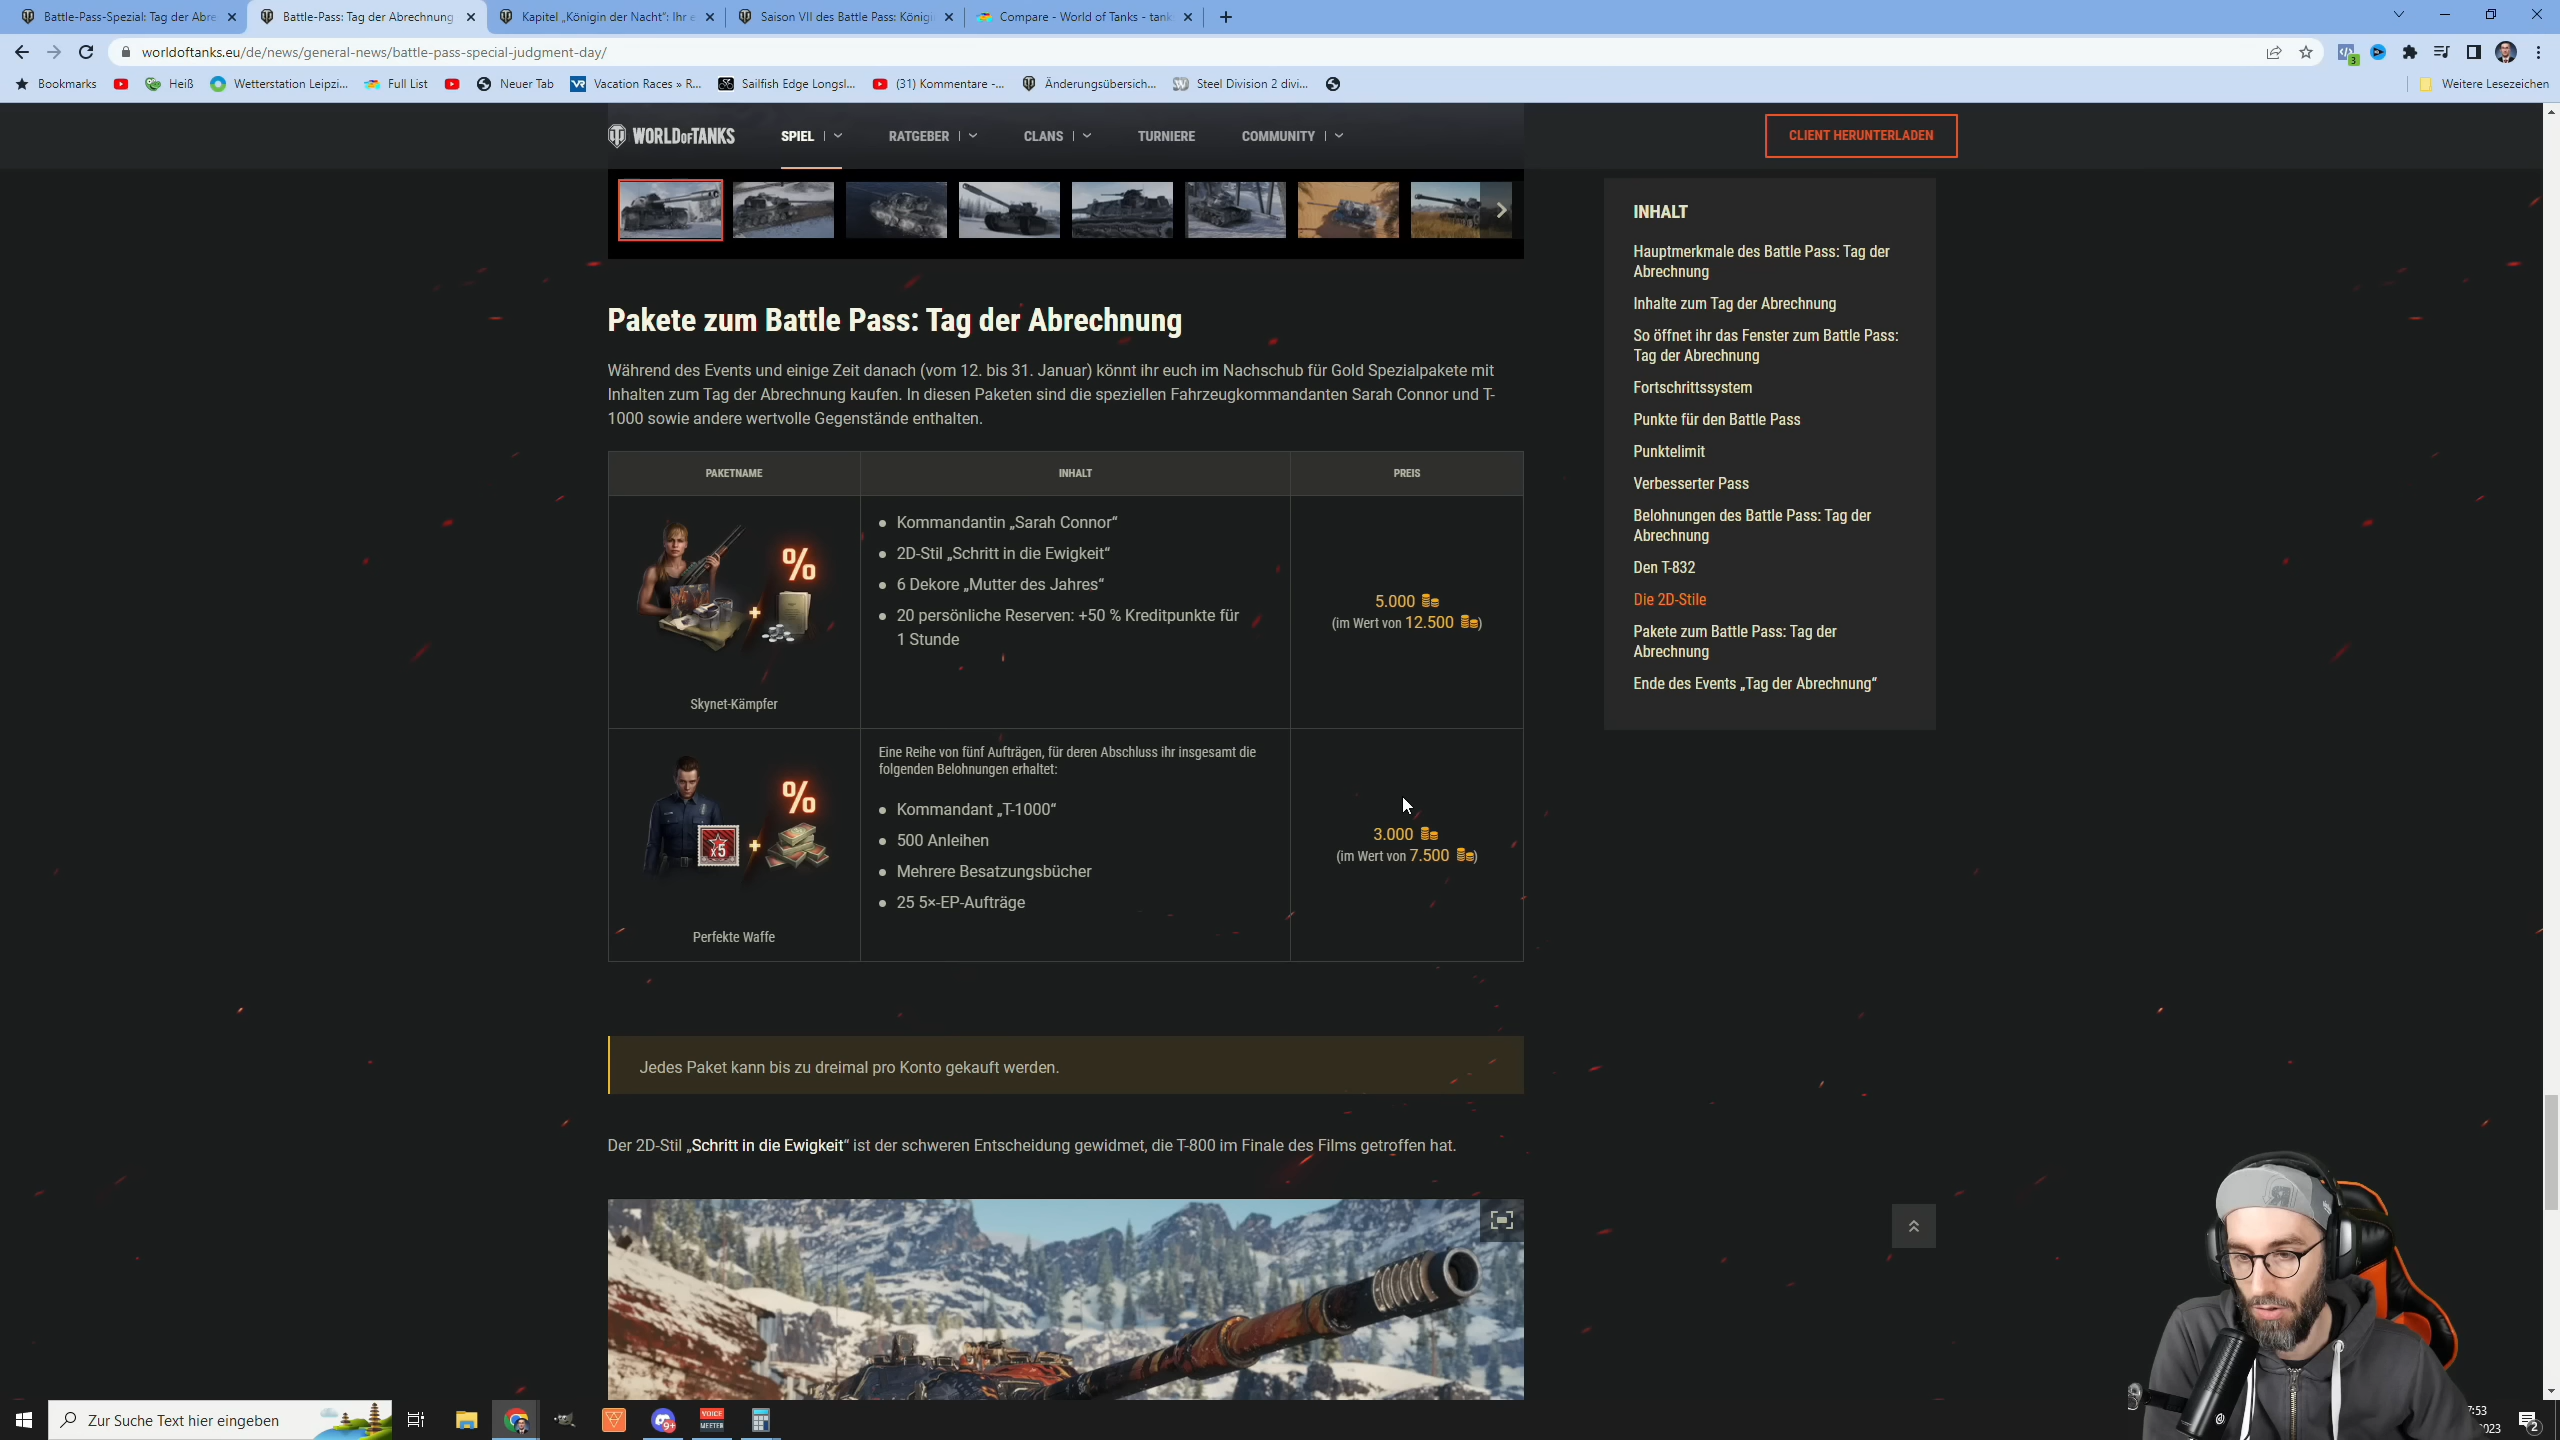 Battle-Pass-Spezial: Tag der Abre
Battle-Pass: Tag der Abrechnung
Kapitel „Königin der Nacht“: Ihr e
Saison VII des Battle Pass: Königi
Compare - World of Tanks - tank
worldoftanks.eu/de/news/general-news/battle-pass-special-judgment-day/
3
Bookmarks
Heiß
Wetterstation Leipzi...
Full List
Neuer Tab
VR
Vacation Races » R...
Sailfish Edge Longsl...
(31) Kommentare -...
Änderungsübersich...
Steel Division 2 divi...
Weitere Lesezeichen
WORLD OF TANKS
SPIEL
RATGEBER
CLANS
TURNIERE
COMMUNITY
CLIENT HERUNTERLADEN
Pakete zum Battle Pass: Tag der Abrechnung
Während des Events und einige Zeit danach (vom 12. bis 31. Januar) könnt ihr euch im Nachschub für Gold Spezialpakete mit
Inhalten zum Tag der Abrechnung kaufen. In diesen Paketen sind die speziellen Fahrzeugkommandanten Sarah Connor und T-
1000 sowie andere wertvolle Gegenstände enthalten.
PAKETNAME
INHALT
PREIS
%
+
Skynet-Kämpfer
Kommandantin „Sarah Connor“
2D-Stil „Schritt in die Ewigkeit“
6 Dekore „Mutter des Jahres“
20 persönliche Reserven: +50 % Kreditpunkte für
1 Stunde
5.000
(im Wert von 12.500 )
%
x5
+
Perfekte Waffe
Eine Reihe von fünf Aufträgen, für deren Abschluss ihr insgesamt die
folgenden Belohnungen erhaltet:
Kommandant „T-1000“
500 Anleihen
Mehrere Besatzungsbücher
25 5×-EP-Aufträge
3.000
(im Wert von 7.500 )
Jedes Paket kann bis zu dreimal pro Konto gekauft werden.
Der 2D-Stil „Schritt in die Ewigkeit“ ist der schweren Entscheidung gewidmet, die T-800 im Finale des Films getroffen hat.
INHALT
Hauptmerkmale des Battle Pass: Tag der
Abrechnung
Inhalte zum Tag der Abrechnung
So öffnet ihr das Fenster zum Battle Pass:
Tag der Abrechnung
Fortschrittssystem
Punkte für den Battle Pass
Punktelimit
Verbesserter Pass
Belohnungen des Battle Pass: Tag der
Abrechnung
Den T-832
Die 2D-Stile
Pakete zum Battle Pass: Tag der
Abrechnung
Ende des Events „Tag der Abrechnung“
Zur Suche Text hier eingeben
9+
VOICE
MEETER
7:53
023
2